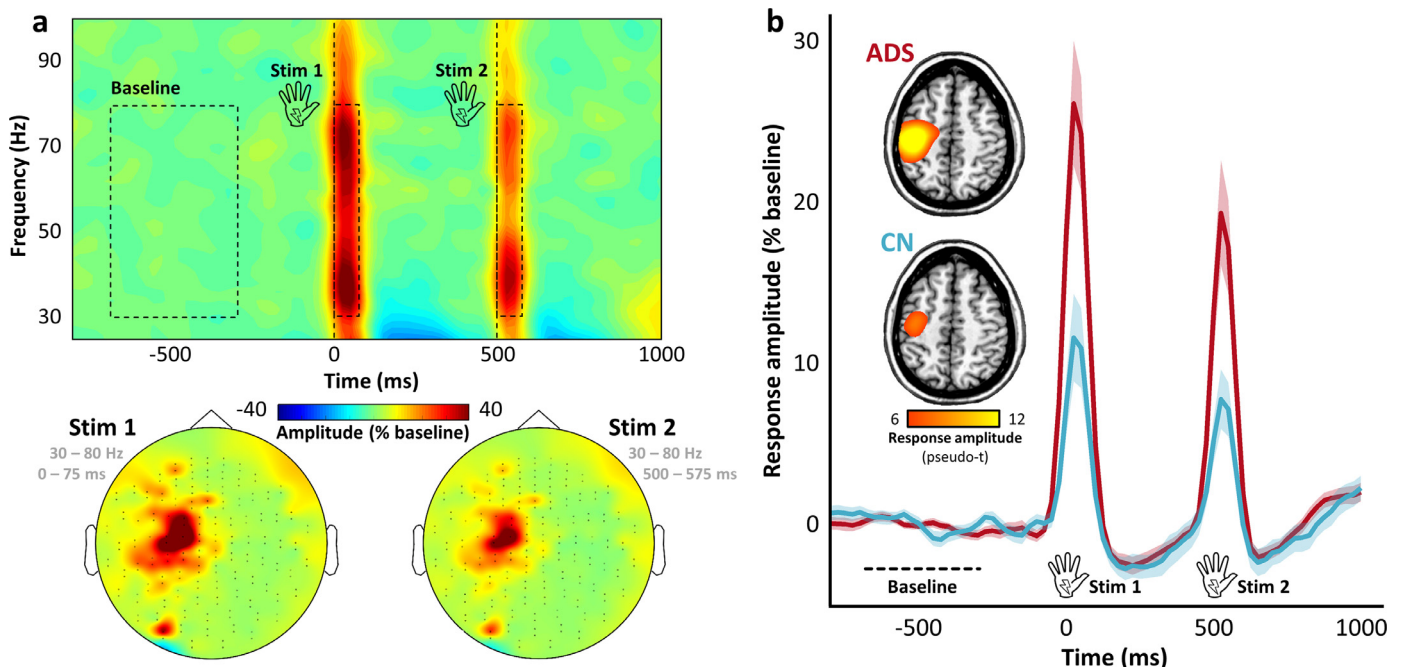 a
90
70
50
30
Frequency (Hz)
Baseline
Stim 1
Stim 2
-500
0
500
1000
Time (ms)
-40
40
Amplitude (% baseline)
Stim 1
30 – 80 Hz
0 – 75 ms
Stim 2
30 – 80 Hz
500 – 575 ms
b
30
20
10
0
Response amplitude (% baseline)
ADS
CN
6
12
Response amplitude
(pseudo-t)
Baseline
Stim 1
Stim 2
-500
0
500
1000
Time (ms)